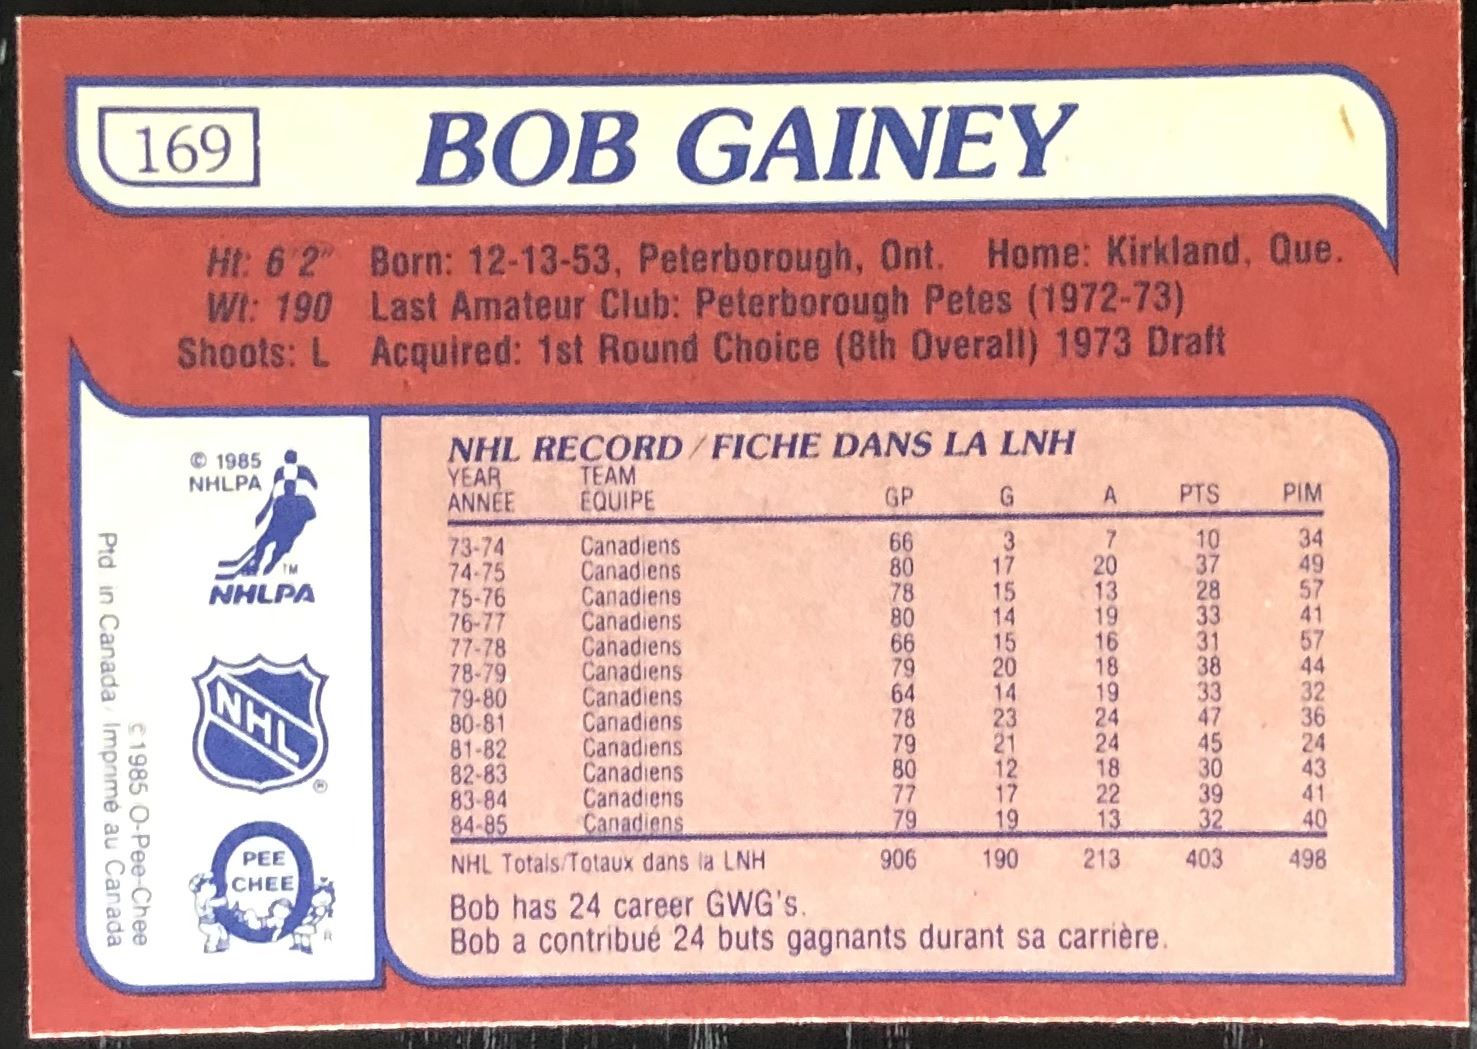 169
BOB GAINEY
Ht: 6'2" Born: 12-13-53, Peterborough, Ont. Home: Kirkland, Que.
Wt: 190 Last Amateur Club: Peterborough Petes (1972-73)
Shoots: L Acquired: 1st Round Choice (8th Overall) 1973 Draft
© 1985
NHLPA
TM
NHLPA
NHL
®
O
PEE
CHEE
R
©1985 O-Pee-Chee
Ptd. in Canada/Imprimé au Canada
NHL RECORD/FICHE DANS LA LNH
YEAR TEAM
ANNÉE ÉQUIPE GP G A PTS PIM
73-74 Canadiens 66 3 7 10 34
74-75 Canadiens 80 17 20 37 49
75-76 Canadiens 78 15 13 28 57
76-77 Canadiens 80 14 19 33 41
77-78 Canadiens 66 15 16 31 57
78-79 Canadiens 79 20 18 38 44
79-80 Canadiens 64 14 19 33 32
80-81 Canadiens 78 23 24 47 36
81-82 Canadiens 79 21 24 45 24
82-83 Canadiens 80 12 18 30 43
83-84 Canadiens 77 17 22 39 41
84-85 Canadiens 79 19 13 32 40
NHL Totals/Totaux dans la LNH 906 190 213 403 498
Bob has 24 career GWG's.
Bob a contribué 24 buts gagnants durant sa carrière.